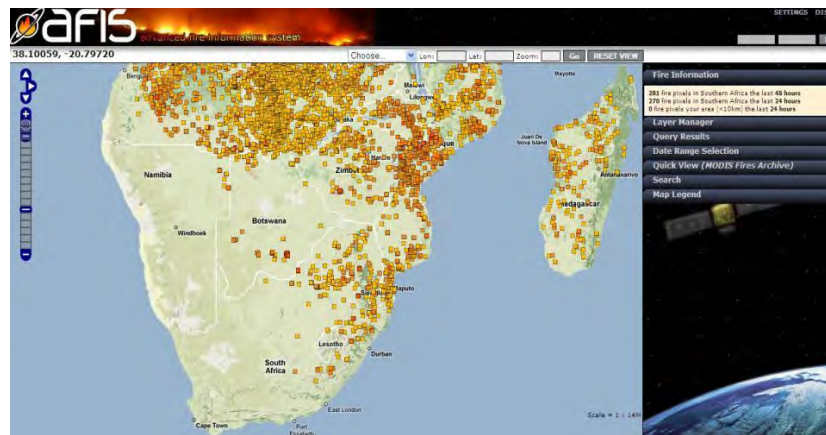 SETTINGS
afis
advanced fire information system
38.10059, -20.79720
Choose...
Lon:
Lat:
Zoom:
Go
RESET VIEW
Fire Information
281 fire pixels in Southern Africa the last 48 hours
270 fire pixels in Southern Africa the last 24 hours
0 fire pixels your area (<10km) the last 24 hours
Layer Manager
Query Results
Date Range Selection
Quick View (MODIS Fires Archive)
Search
Map Legend
Mayotte
Malawi
Juan De
Nova Island
Antananarivo
Namibia
Windhoek
Botswana
Maputo
Lesotho
Durban
South
Africa
East London
Cape Town
Port
Scale = 1 : 14M